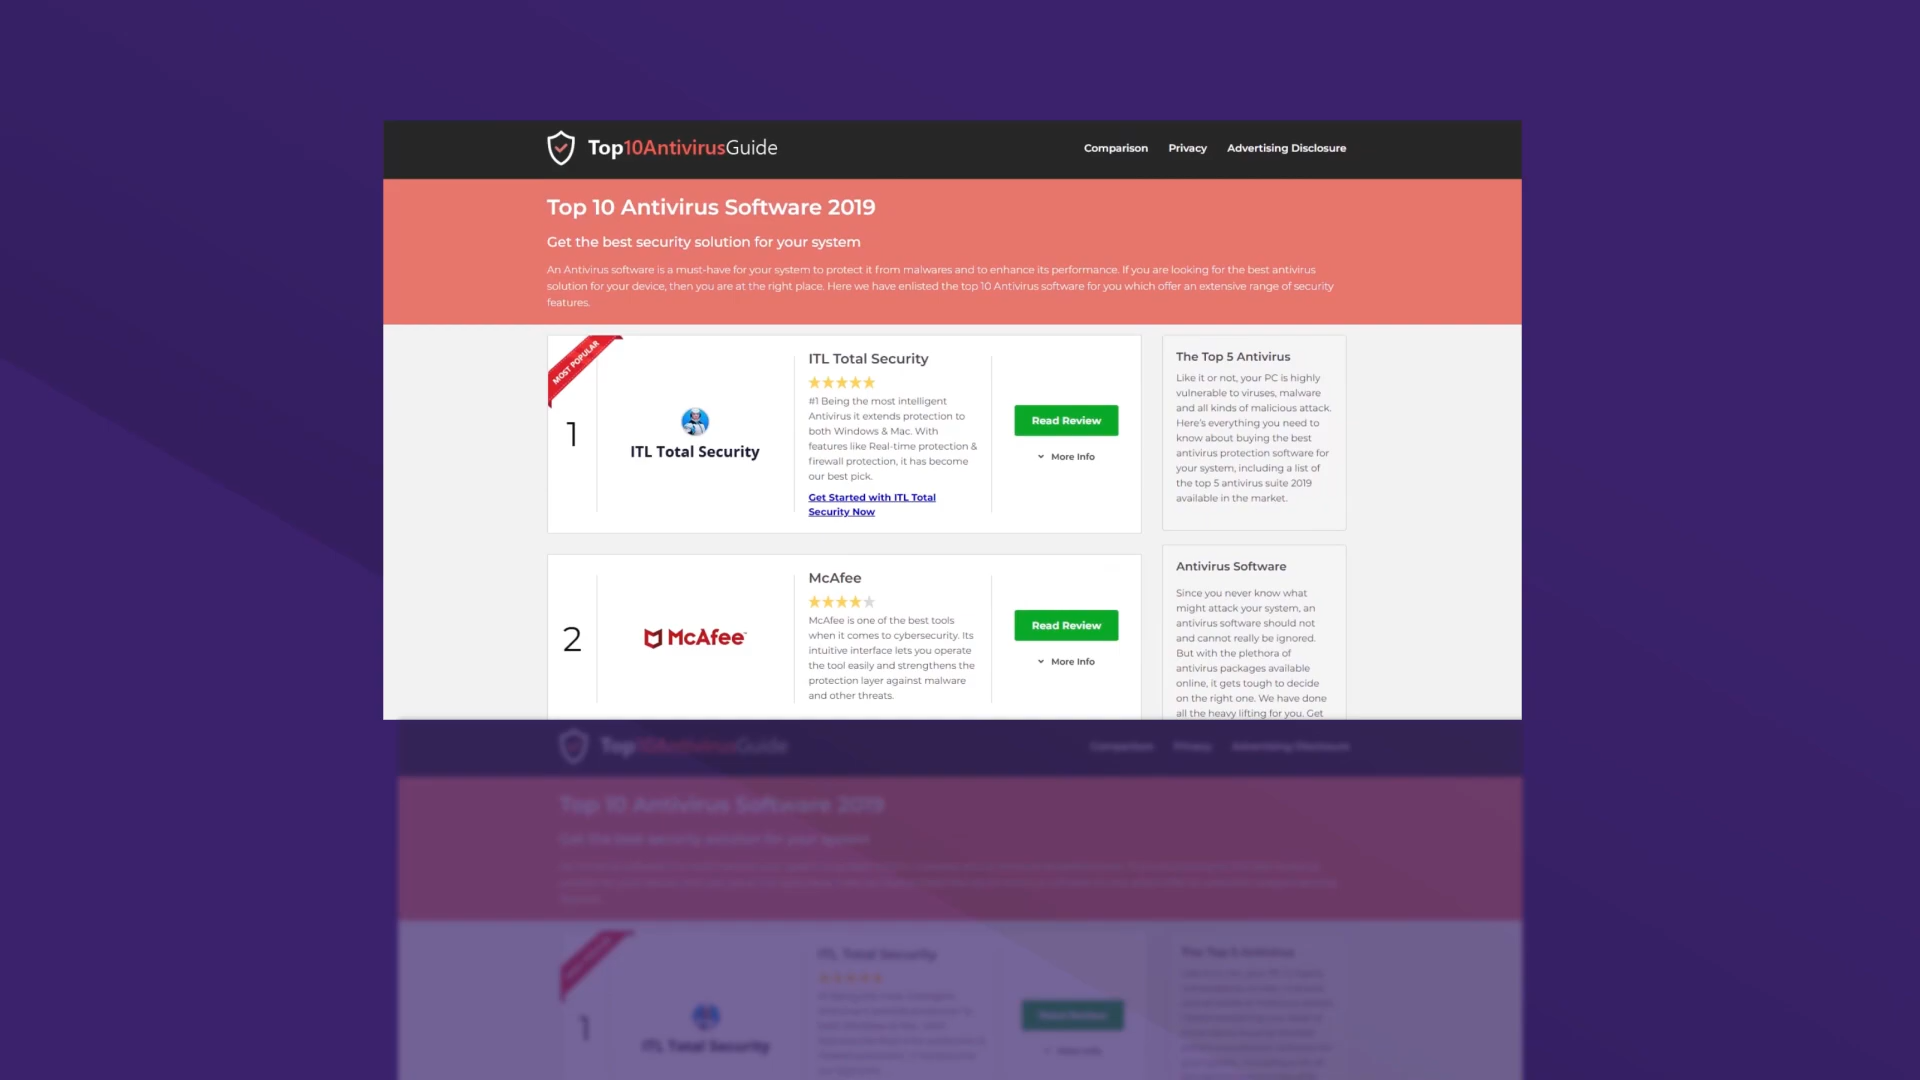 Top10AntivirusGuide
Comparison Privacy Advertising Disclosure
Top 10 Antivirus Software 2019
Get the best security solution for your system
An Antivirus software is a must-have for your system to protect it from malwares and to enhance its performance. If you are looking for the best antivirus
solution for your device, then you are at the right place. Here we have enlisted the top 10 Antivirus software for you which offer an extensive range of security
features.
MOST POPULAR
1
ITL Total Security
ITL Total Security
#1 Being the most intelligent
Antivirus it extends protection to
both Windows & Mac. With
features like Real-time protection &
firewall protection, it has become
our best pick.
Get Started with ITL Total
Security Now
Read Review
More Info
The Top 5 Antivirus
Like it or not, your PC is highly
vulnerable to viruses, malware
and all kinds of malicious attack.
Here's everything you need to
know about buying the best
antivirus protection software for
your system, including a list of
the top 5 antivirus suite 2019
available in the market.
2
McAfee
McAfee
McAfee is one of the best tools
when it comes to cybersecurity. Its
intuitive interface lets you operate
the tool easily and strengthens the
protection layer against malware
and other threats.
Read Review
More Info
Antivirus Software
Since you never know what
might attack your system, an
antivirus software should not
and cannot really be ignored.
But with the plethora of
antivirus packages available
online, it gets tough to decide
on the right one. We have done
all the heavy lifting for you. Get
Top10AntivirusGuide
Comparison Privacy Advertising Disclosure
Top 10 Antivirus Software 2019
Get the best security solution for your system
ITL Total Security
1
ITL Total Security
The Top 5 Antivirus